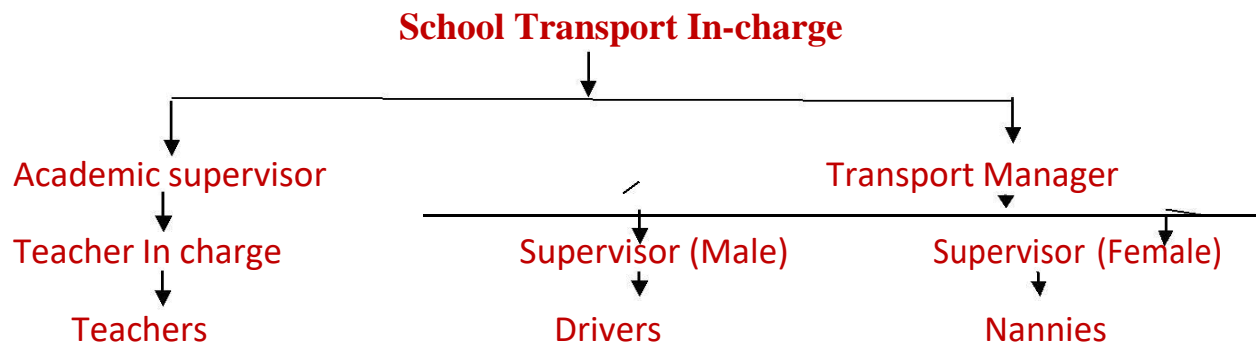 School Transport In-charge
Academic supervisor
Transport Manager
Teacher In charge
Supervisor (Male)
Supervisor (Female)
Teachers
Drivers
Nannies